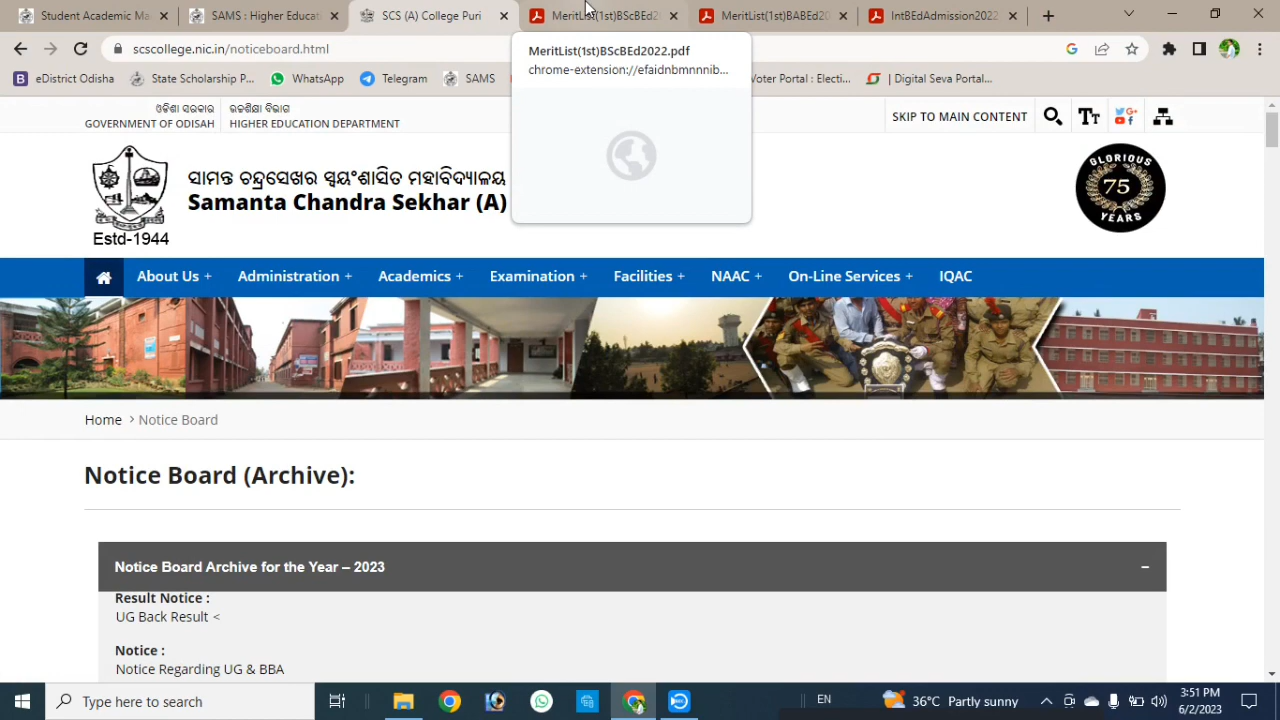 Student Academic Ma
SAMS : Higher Educati
SCS (A) College Puri
MeritList(1st)BScBEd2
MeritList(1st)BABEd20
IntBEdAdmission2022
scscollege.nic.in/noticeboard.html
MeritList(1st)BScBEd2022.pdf
chrome-extension://efaidnbmnnnib...
eDistrict Odisha
State Scholarship P...
WhatsApp
Telegram
SAMS
Voter Portal : Electi...
| Digital Seva Portal...
ଓଡ଼ିଶା ସରକାର
ଉଚ୍ଚଶିକ୍ଷା ବିଭାଗ
GOVERNMENT OF ODISAH
HIGHER EDUCATION DEPARTMENT
SKIP TO MAIN CONTENT
ସାମନ୍ତ ଚନ୍ଦ୍ରସେଖର ସ୍ୱୟଂଶାସିତ ମହାବିଦ୍ୟାଳୟ
Samanta Chandra Sekhar (A)
Estd-1944
GLORIOUS
75
YEARS
About Us +
Administration +
Academics +
Examination +
Facilities +
NAAC +
On-Line Services +
IQAC
Home > Notice Board
Notice Board (Archive):
Notice Board Archive for the Year – 2023
Result Notice :
UG Back Result <
Notice :
Notice Regarding UG & BBA
Type here to search
EN
36°C Partly sunny
3:51 PM
6/2/2023